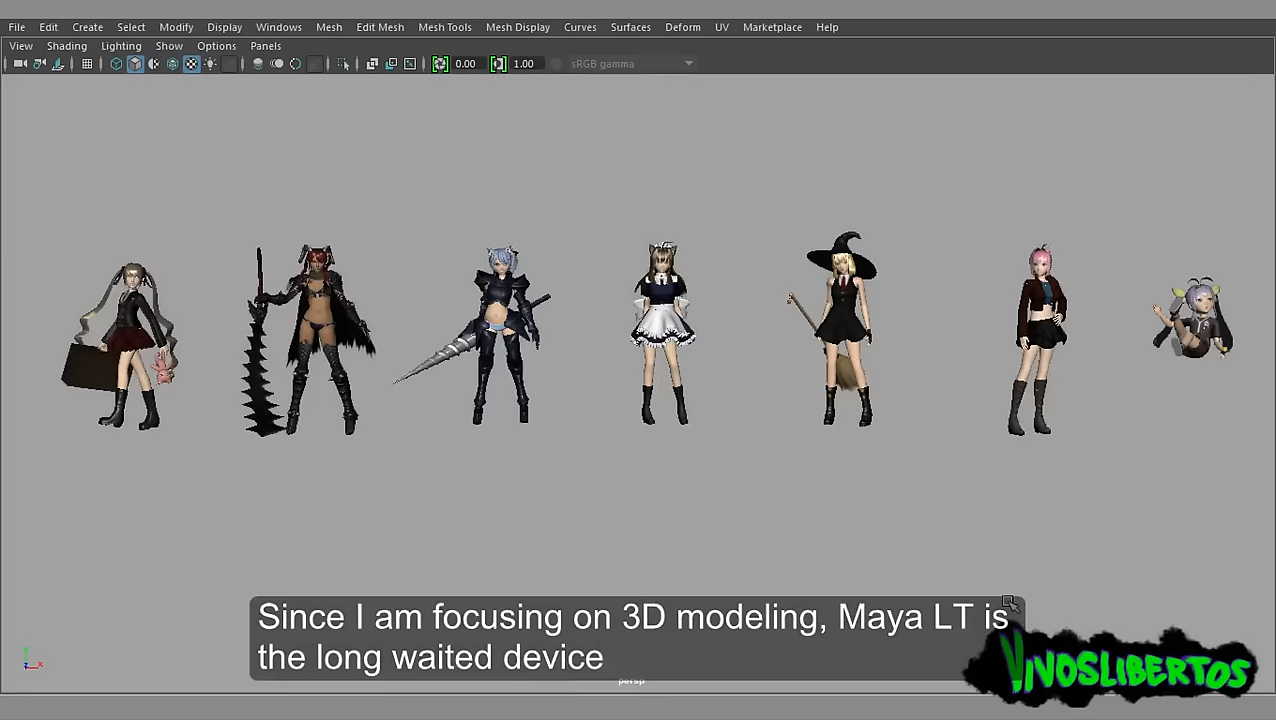 File Edit Create Select Modify Display Windows Mesh Edit Mesh Mesh Tools Mesh Display Curves Surfaces Deform UV Marketplace Help
View Shading Lighting Show Options Panels
0.00 1.00 sRGB gamma
Since I am focusing on 3D modeling, Maya LT is
the long waited device
persp
VINOSLIBERTOS